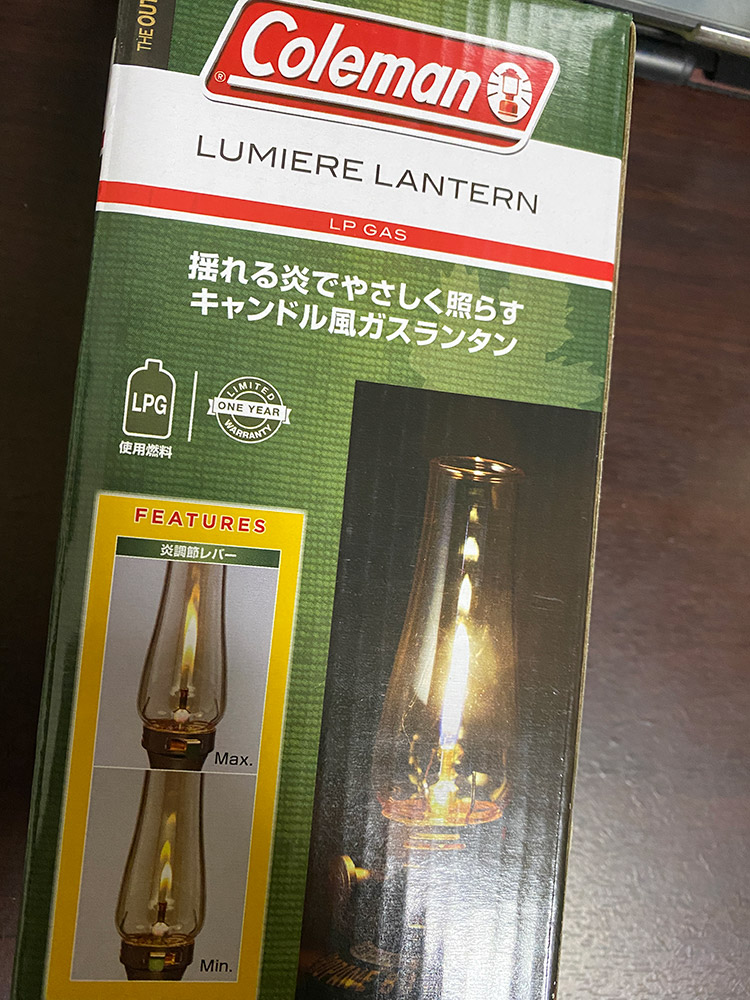 THE OUT
Coleman
®
LUMIERE LANTERN
LP GAS
揺れる炎でやさしく照らす
キャンドル風ガスランタン
LPG
使用燃料
LIMITED
ONE YEAR
WARRANTY
FEATURES
炎調節レバー
Max.
Min.